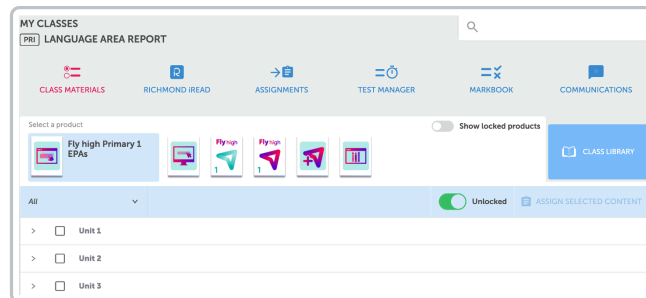 MY CLASSES
PRI LANGUAGE AREA REPORT
CLASS MATERIALS
RICHMOND iREAD
ASSIGNMENTS
TEST MANAGER
MARKBOOK
COMMUNICATIONS
Select a product
Show locked products
Fly high Primary 1
EPAs
Fly high
1
Fly high
1
CLASS LIBRARY
All
Unlocked
ASSIGN SELECTED CONTENT
Unit 1
Unit 2
Unit 3